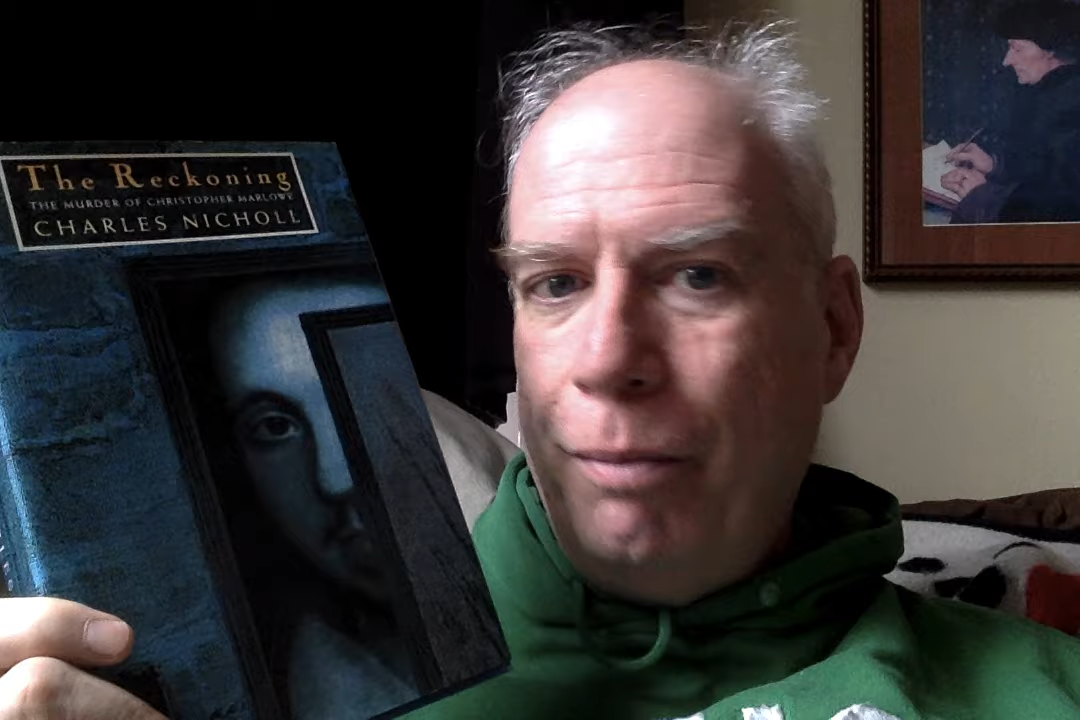 The Reckoning
THE MURDER OF CHRISTOPHER MARLOWE
CHARLES NICHOLL